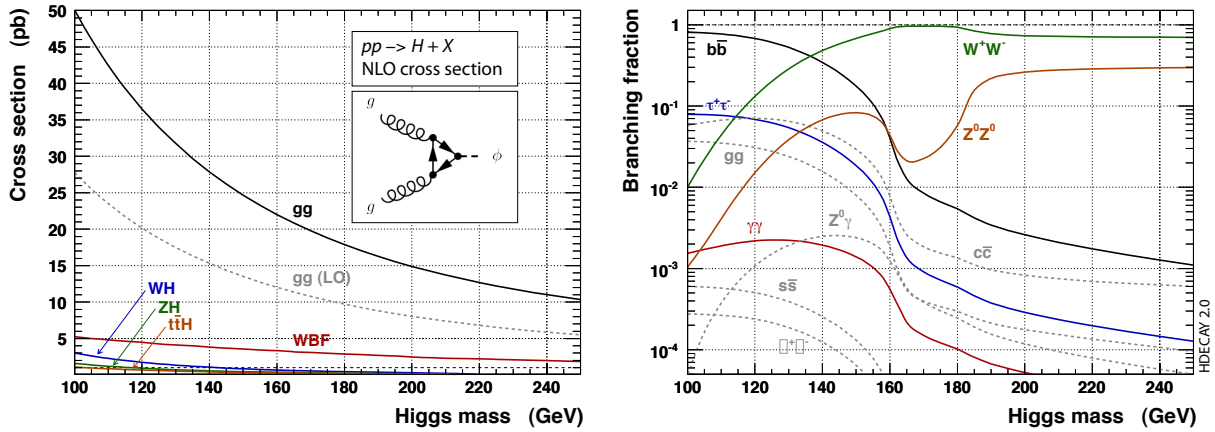 Cross section (pb)
50
45
40
35
30
25
20
15
10
5
pp -> H + X
NLO cross section
g
ϕ
g
gg
gg (LO)
WH
ZH
tt̄H
WBF
100 120 140 160 180 200 220 240
Higgs mass (GeV)
Branching fraction
1
10⁻¹
10⁻²
10⁻³
10⁻⁴
bb̄
W⁺W⁻
τ⁺τ⁻
Z⁰Z⁰
gg
γγ
Z⁰γ
cc̄
ss̄
100 120 140 160 180 200 220 240
Higgs mass (GeV)
HDECAY 2.0